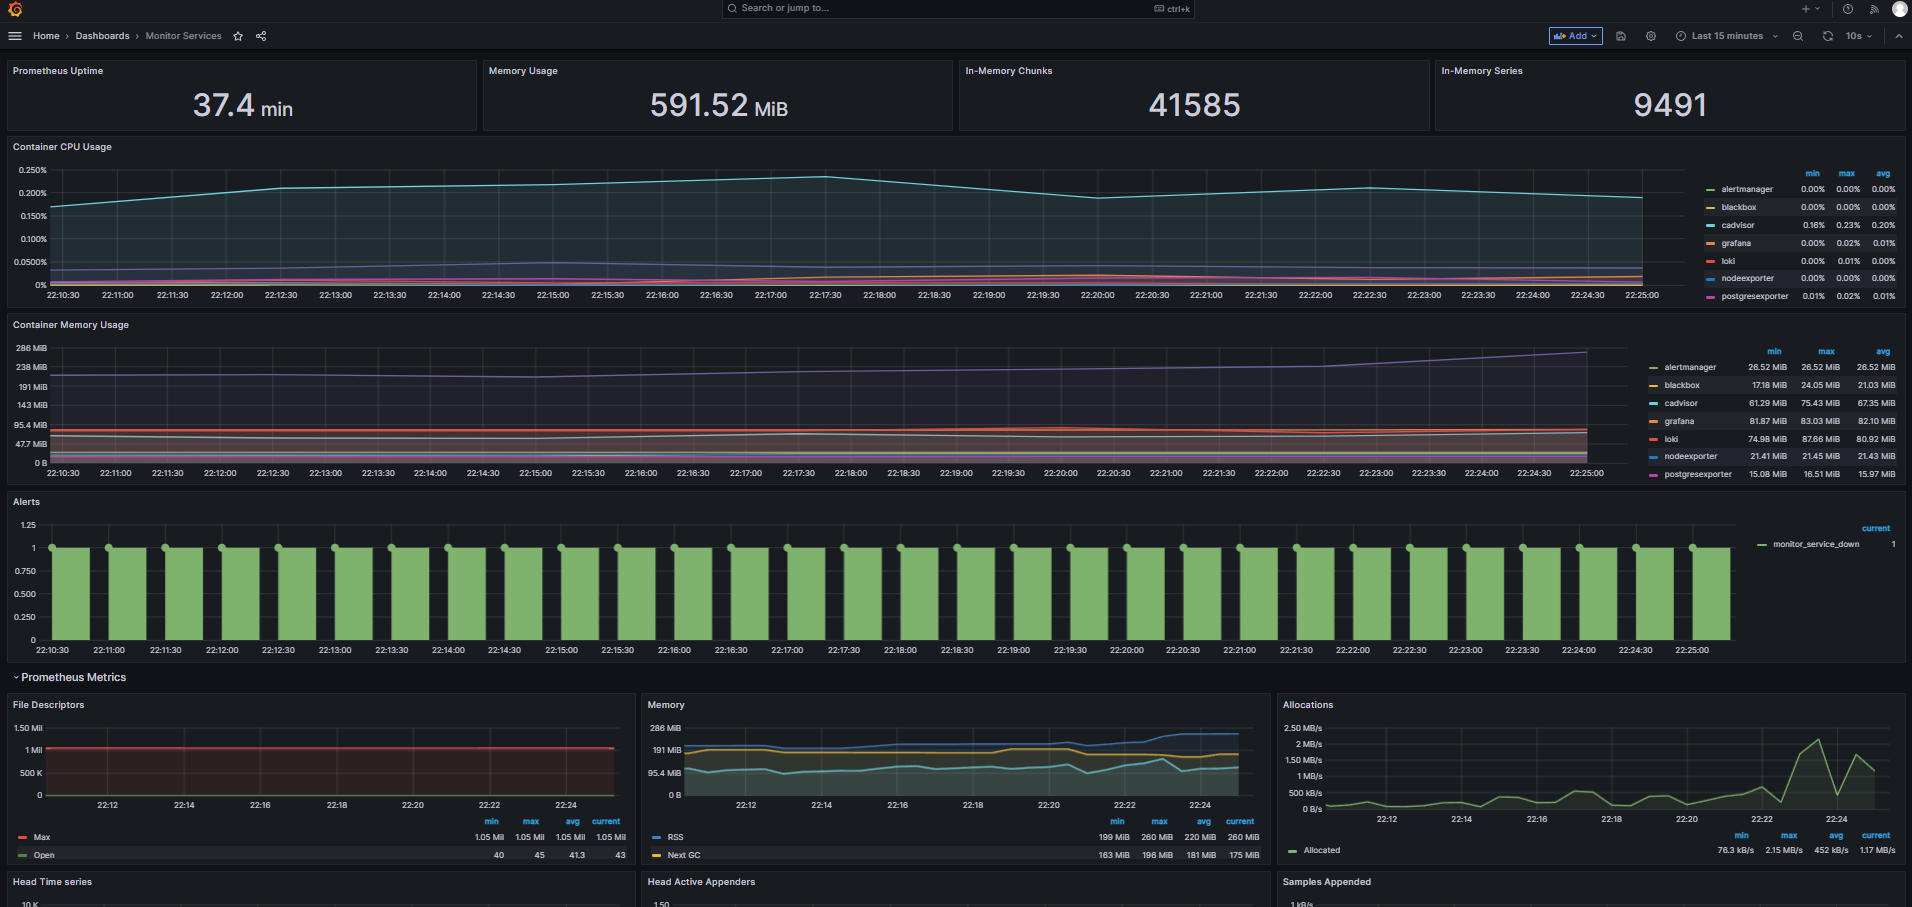 Search or jump to... ctrl+k
Home › Dashboards › Monitor Services
Add Last 15 minutes 10s
Prometheus Uptime
37.4 min
Memory Usage
591.52 MiB
In-Memory Chunks
41585
In-Memory Series
9491
Container CPU Usage
0.250%
0.200%
0.150%
0.100%
0.0500%
0%
22:10:30 22:11:00 22:11:30 22:12:00 22:12:30 22:13:00 22:13:30 22:14:00 22:14:30 22:15:00 22:15:30 22:16:00 22:16:30 22:17:00 22:17:30 22:18:00 22:18:30 22:19:00 22:19:30 22:20:00 22:20:30 22:21:00 22:21:30 22:22:00 22:22:30 22:23:00 22:23:30 22:24:00 22:24:30 22:25:00
min max avg
alertmanager 0.00% 0.00% 0.00%
blackbox 0.00% 0.00% 0.00%
cadvisor 0.16% 0.23% 0.20%
grafana 0.00% 0.02% 0.01%
loki 0.00% 0.01% 0.00%
nodeexporter 0.00% 0.00% 0.00%
postgresexporter 0.01% 0.02% 0.01%
Container Memory Usage
286 MiB
238 MiB
191 MiB
143 MiB
95.4 MiB
47.7 MiB
0 B
22:10:30 22:11:00 22:11:30 22:12:00 22:12:30 22:13:00 22:13:30 22:14:00 22:14:30 22:15:00 22:15:30 22:16:00 22:16:30 22:17:00 22:17:30 22:18:00 22:18:30 22:19:00 22:19:30 22:20:00 22:20:30 22:21:00 22:21:30 22:22:00 22:22:30 22:23:00 22:23:30 22:24:00 22:24:30 22:25:00
min max avg
alertmanager 26.52 MiB 26.52 MiB 26.52 MiB
blackbox 17.18 MiB 24.05 MiB 21.03 MiB
cadvisor 61.29 MiB 75.43 MiB 67.35 MiB
grafana 81.87 MiB 83.03 MiB 82.10 MiB
loki 74.98 MiB 87.66 MiB 80.92 MiB
nodeexporter 21.41 MiB 21.45 MiB 21.43 MiB
postgresexporter 15.08 MiB 16.51 MiB 15.97 MiB
Alerts
1.25
1
0.750
0.500
0.250
0
22:10:30 22:11:00 22:11:30 22:12:00 22:12:30 22:13:00 22:13:30 22:14:00 22:14:30 22:15:00 22:15:30 22:16:00 22:16:30 22:17:00 22:17:30 22:18:00 22:18:30 22:19:00 22:19:30 22:20:00 22:20:30 22:21:00 22:21:30 22:22:00 22:22:30 22:23:00 22:23:30 22:24:00 22:24:30 22:25:00
current
monitor_service_down 1
Prometheus Metrics
File Descriptors
1.50 Mil
1 Mil
500 K
0
22:12 22:14 22:16 22:18 22:20 22:22 22:24
min max avg current
Max 1.05 Mil 1.05 Mil 1.05 Mil 1.05 Mil
Open 40 45 41.3 43
Memory
286 MiB
191 MiB
95.4 MiB
0 B
22:12 22:14 22:16 22:18 22:20 22:22 22:24
min max avg current
RSS 199 MiB 260 MiB 220 MiB 260 MiB
Next GC 163 MiB 196 MiB 181 MiB 175 MiB
Allocations
2.50 MB/s
2 MB/s
1.50 MB/s
1 MB/s
500 kB/s
0 B/s
22:12 22:14 22:16 22:18 22:20 22:22 22:24
min max avg current
Allocated 76.3 kB/s 2.15 MB/s 452 kB/s 1.17 MB/s
Head Time series
10 K
Head Active Appenders
1.50
Samples Appended
1 kB/s